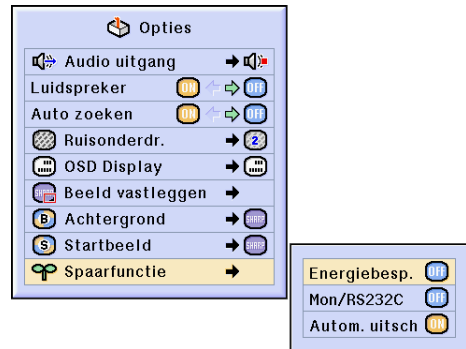 Opties
Audio uitgang
Luidspreker ON OFF
Auto zoeken ON OFF
Ruisonderdr. 2
OSD Display
Beeld vastleggen
B Achtergrond SHARP
S Startbeeld SHARP
Spaarfunctie
Energiebesp. OFF
Mon/RS232C OFF
Autom. uitsch ON